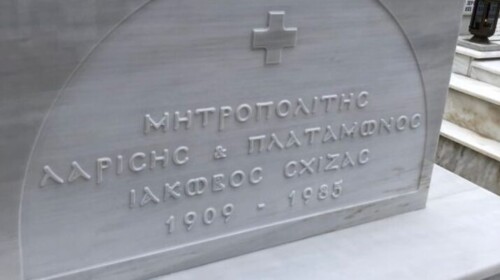 ΜΗΤΡΟΠΟΛΙΤΗΣ
ΛΑΡΙΣΗΣ & ΠΛΑΤΑΜΩΝΟΣ
ΙΑΚΩΒΟΣ ΣΧΙΖΑΣ
1909 - 1985